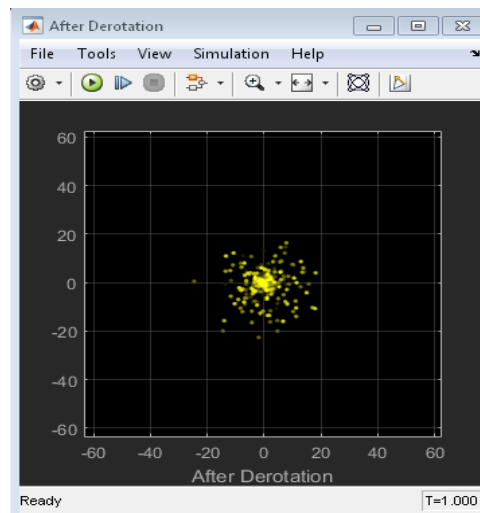 After Derotation
File Tools View Simulation Help
60
40
20
0
-20
-40
-60
-60 -40 -20 0 20 40 60
After Derotation
Ready T=1.000